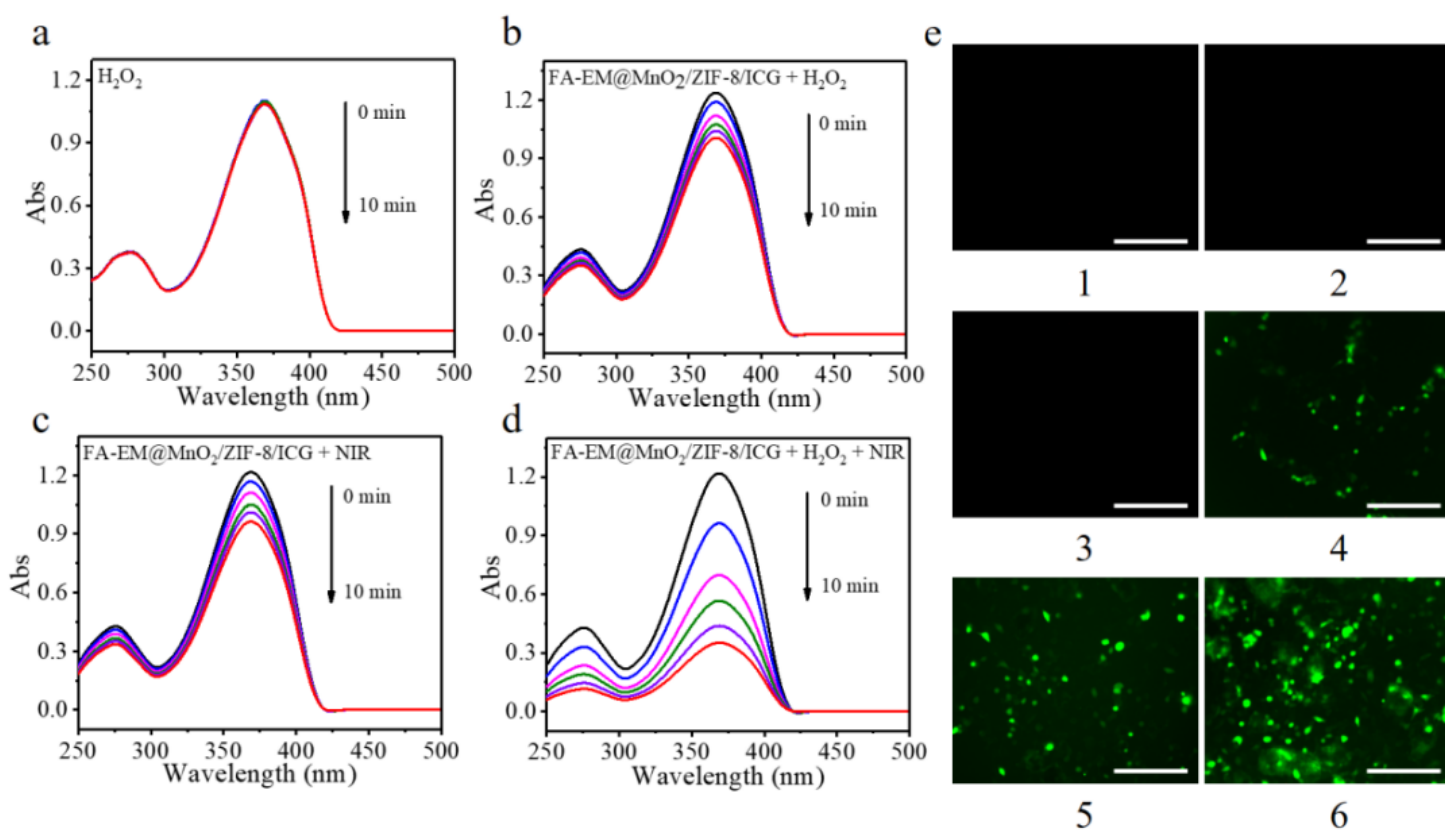 a
H₂O₂
0 min
10 min
Abs
1.2
0.9
0.6
0.3
0.0
250 300 350 400 450 500
Wavelength (nm)
b
FA-EM@MnO₂/ZIF-8/ICG + H₂O₂
0 min
10 min
Abs
1.2
0.9
0.6
0.3
0.0
250 300 350 400 450 500
Wavelength (nm)
c
FA-EM@MnO₂/ZIF-8/ICG + NIR
0 min
10 min
Abs
1.2
0.9
0.6
0.3
0.0
250 300 350 400 450 500
Wavelength (nm)
d
FA-EM@MnO₂/ZIF-8/ICG + H₂O₂ + NIR
0 min
10 min
Abs
1.2
0.9
0.6
0.3
0.0
250 300 350 400 450 500
Wavelength (nm)
e
1 2
3 4
5 6